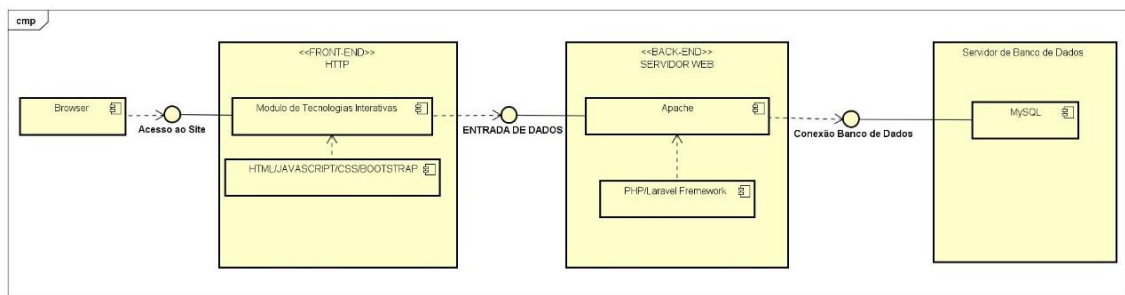 cmp
<<FRONT-END>>
HTTP
<<BACK-END>>
SERVIDOR WEB
Servidor de Banco de Dados
Browser
Modulo de Tecnologias Interativas
Apache
MySQL
Acesso ao Site
ENTRADA DE DADOS
Conexão Banco de Dados
HTML/JAVASCRIPT/CSS/BOOTSTRAP
PHP/Laravel Fremework